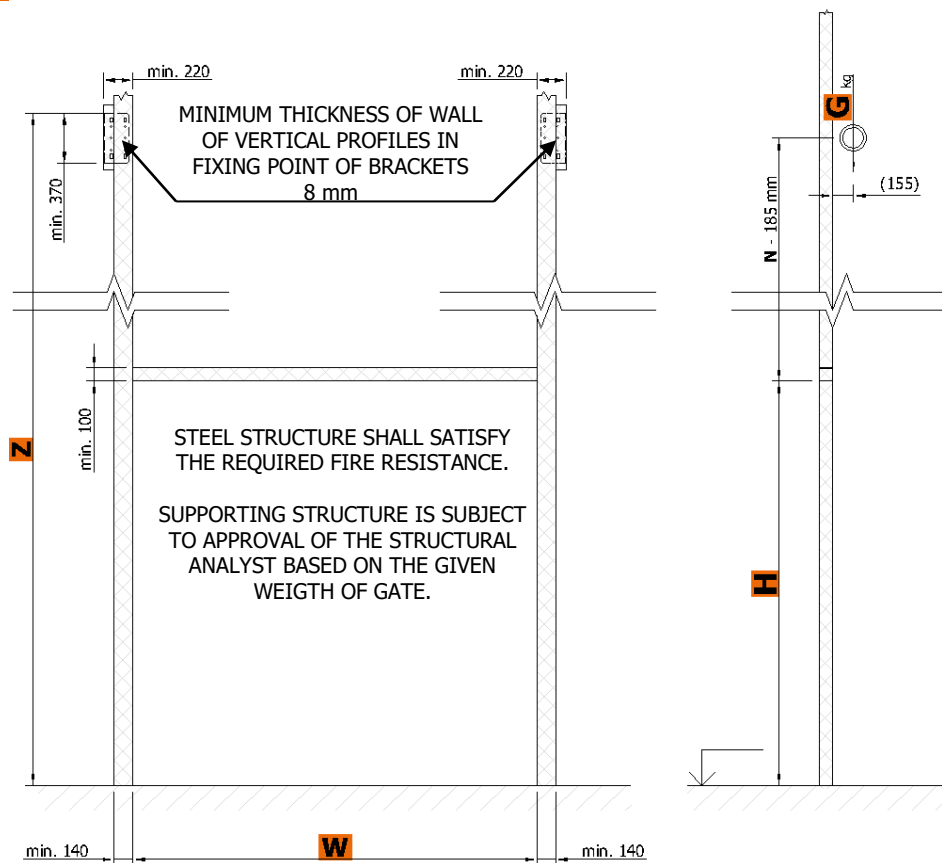 min. 220
min. 220
MINIMUM THICKNESS OF WALL
OF VERTICAL PROFILES IN
FIXING POINT OF BRACKETS
8 mm
min. 370
G kg
(155)
N - 185 mm
min. 100
Z
STEEL STRUCTURE SHALL SATISFY
THE REQUIRED FIRE RESISTANCE.
SUPPORTING STRUCTURE IS SUBJECT
TO APPROVAL OF THE STRUCTURAL
ANALYST BASED ON THE GIVEN
WEIGTH OF GATE.
H
min. 140
W
min. 140